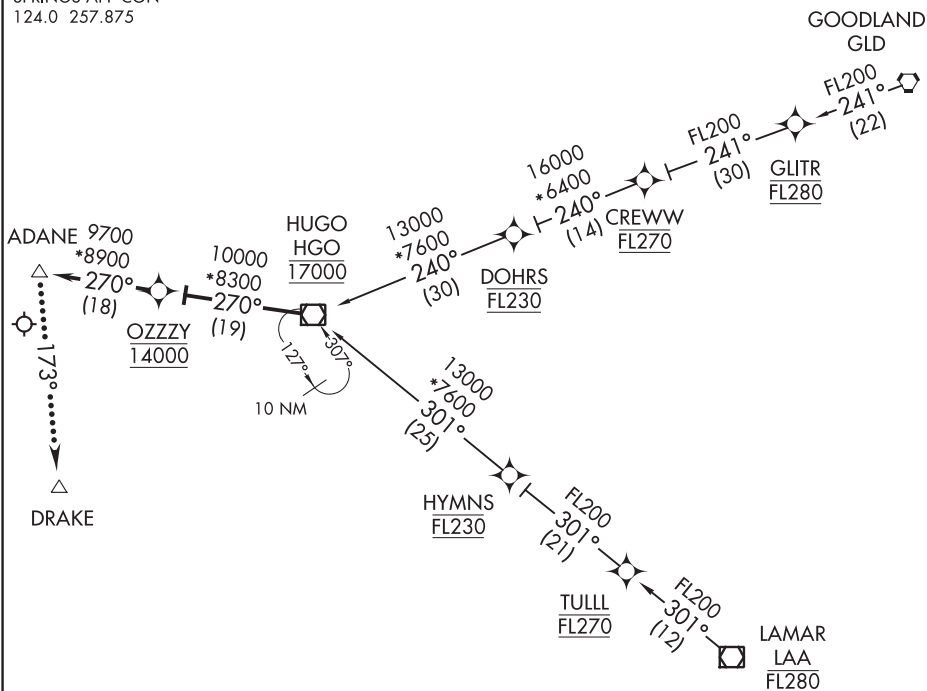 124.0 257.875
GOODLAND
GLD
FL200
241°
(22)
GLITR
FL280
FL200
241°
(30)
CREWW
FL270
16000
*6400
240°
(14)
DOHRS
FL230
13000
*7600
240°
(30)
HUGO
HGO
17000
10000
*8300
270°
(19)
OZZZY
14000
ADANE
9700
*8900
270°
(18)
173°
DRAKE
127°
307°
10 NM
13000
*7600
301°
(25)
HYMNS
FL230
FL200
301°
(21)
TULLL
FL270
FL200
301°
(12)
LAMAR
LAA
FL280